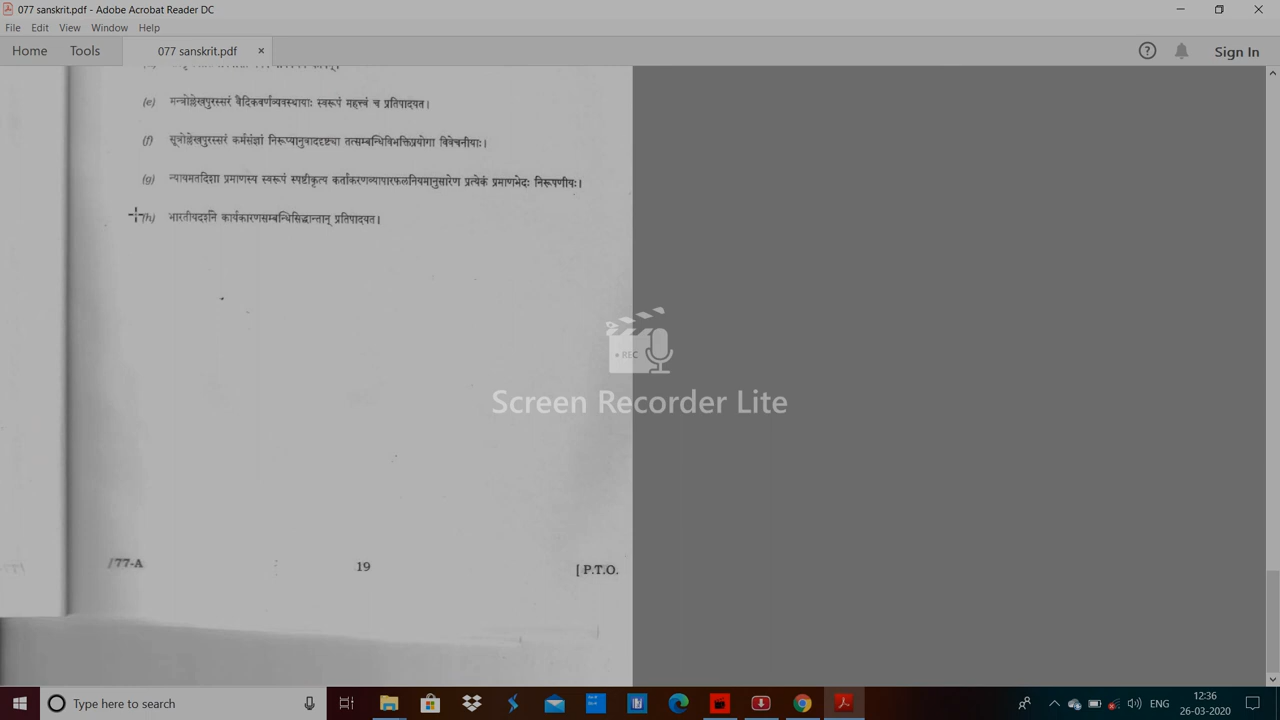 077 sanskrit.pdf - Adobe Acrobat Reader DC
File Edit View Window Help
Home Tools 077 sanskrit.pdf × Sign In
(e) मन्त्रोल्लेखपुरस्सरं वैदिकवर्णव्यवस्थायाः स्वरूपं महत्त्वं च प्रतिपादयत।
(f) सूत्रोल्लेखपुरस्सरं कर्मसंज्ञां निरूप्यानुवाददृष्ट्या तत्सम्बन्धिविभक्तिप्रयोगा विवेचनीयाः।
(g) न्यायमतदिशा प्रमाणस्य स्वरूपं स्पष्टीकृत्य कर्ताकरणव्यापारफलनियमानुसारेण प्रत्येकं प्रमाणभेदः निरूपणीयः।
(h) भारतीयदर्शने कार्यकारणसम्बन्धिसिद्धान्तान् प्रतिपादयत।
REC
Screen Recorder Lite
/77-A 19 [ P.T.O.
Type here to search ENG 12:36
26-03-2020